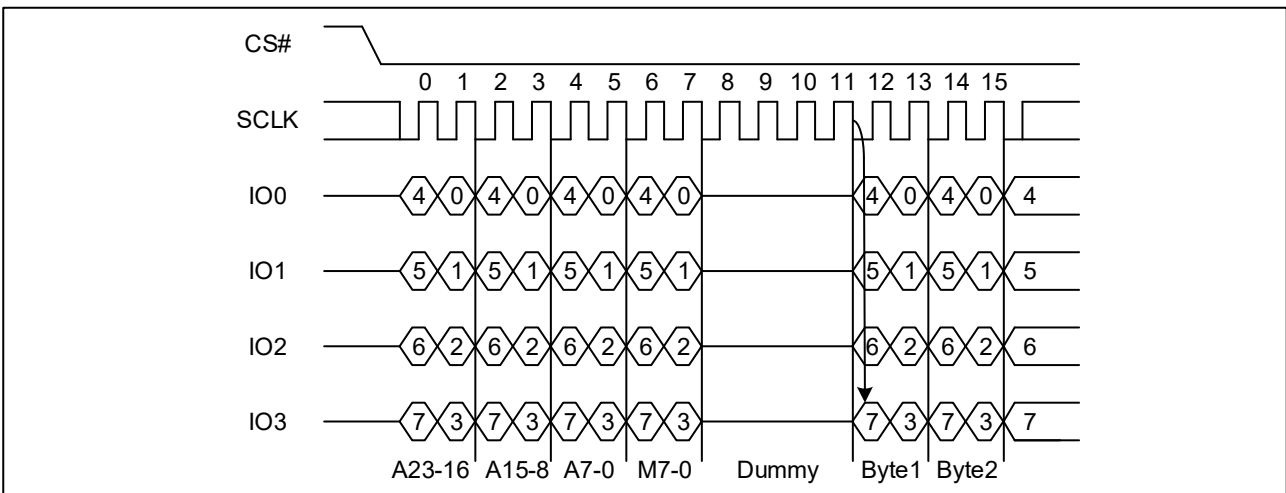 CS#
0 1 2 3 4 5 6 7 8 9 10 11 12 13 14 15
SCLK
IO0 4 0 4 0 4 0 4 0 4 0 4 0 4
IO1 5 1 5 1 5 1 5 1 5 1 5 1 5
IO2 6 2 6 2 6 2 6 2 6 2 6 2 6
IO3 7 3 7 3 7 3 7 3 7 3 7 3 7
A23-16 A15-8 A7-0 M7-0 Dummy Byte1 Byte2